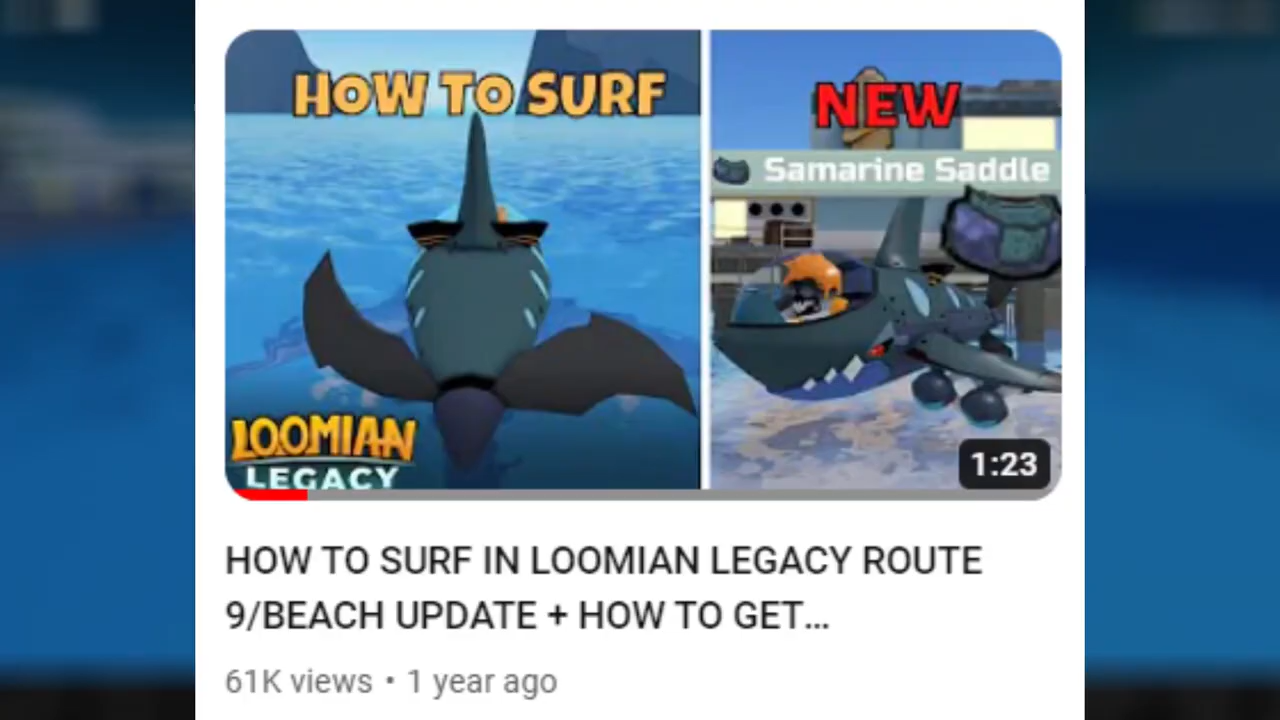 HOW TO SURF
NEW
Samarine Saddle
LOOMIAN
LEGACY
1:23
HOW TO SURF IN LOOMIAN LEGACY ROUTE
9/BEACH UPDATE + HOW TO GET...
61K views • 1 year ago